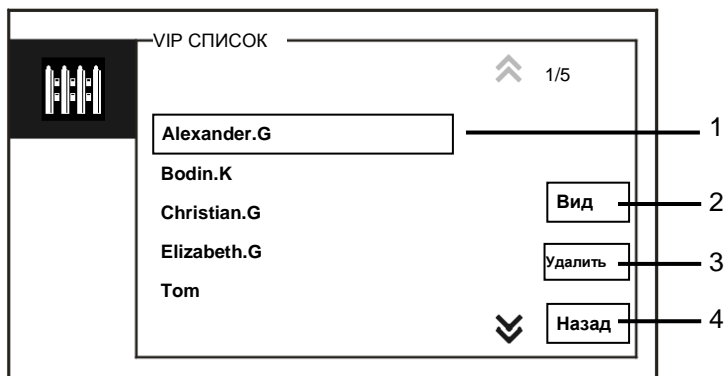 VIP СПИСОК
1/5
Alexander.G
1
Bodin.K
Вид
2
Christian.G
Elizabeth.G
Удалить
3
Tom
Назад
4